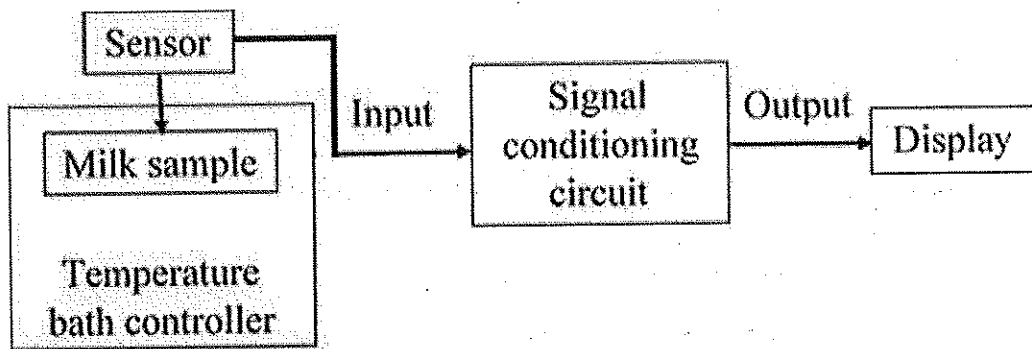 Sensor
Milk sample
Temperature
bath controller
Input
Signal
conditioning
circuit
Output
Display